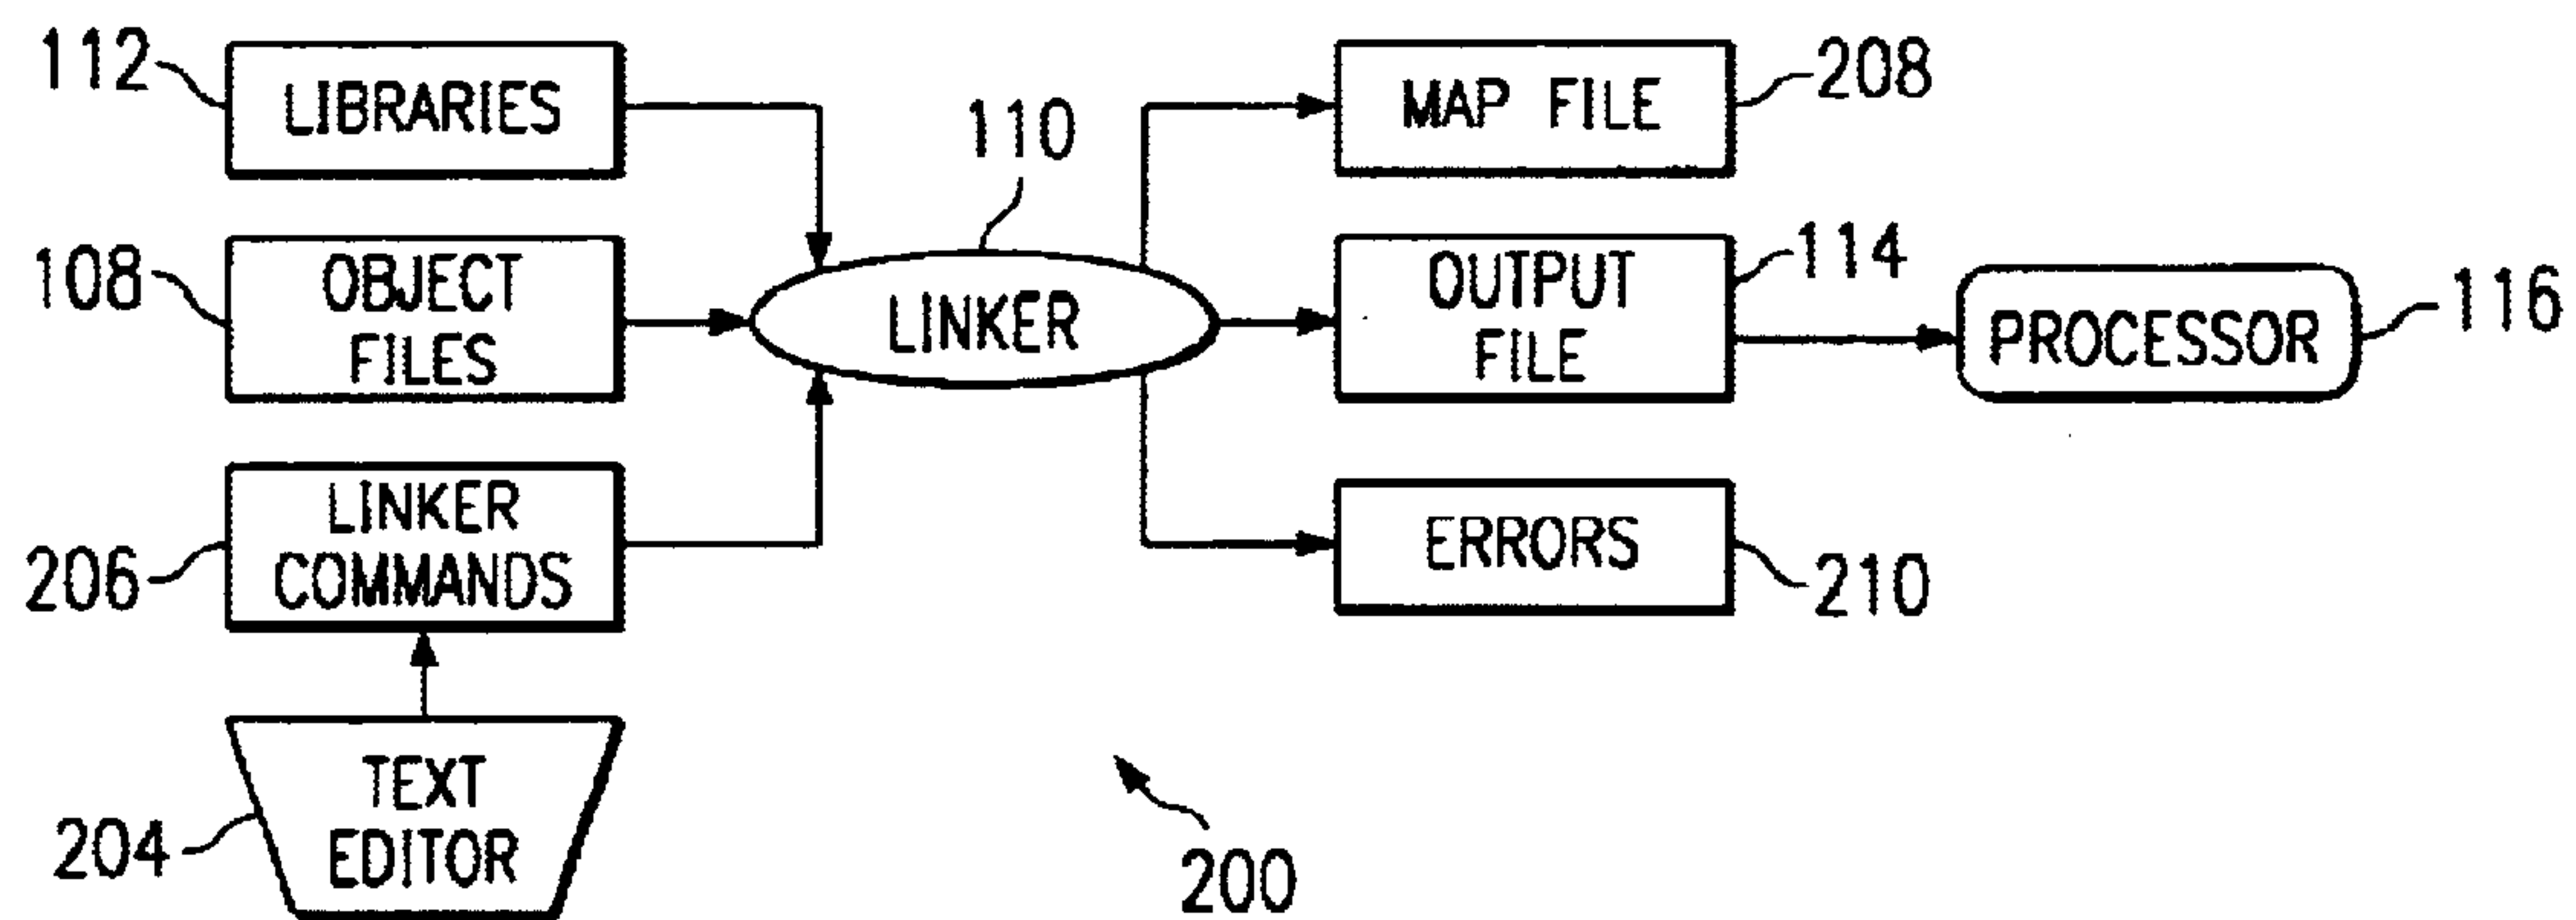 112
LIBRARIES
108
OBJECT
FILES
206
LINKER
COMMANDS
204
TEXT
EDITOR
110
LINKER
MAP FILE
208
OUTPUT
FILE
114
PROCESSOR
116
ERRORS
210
200